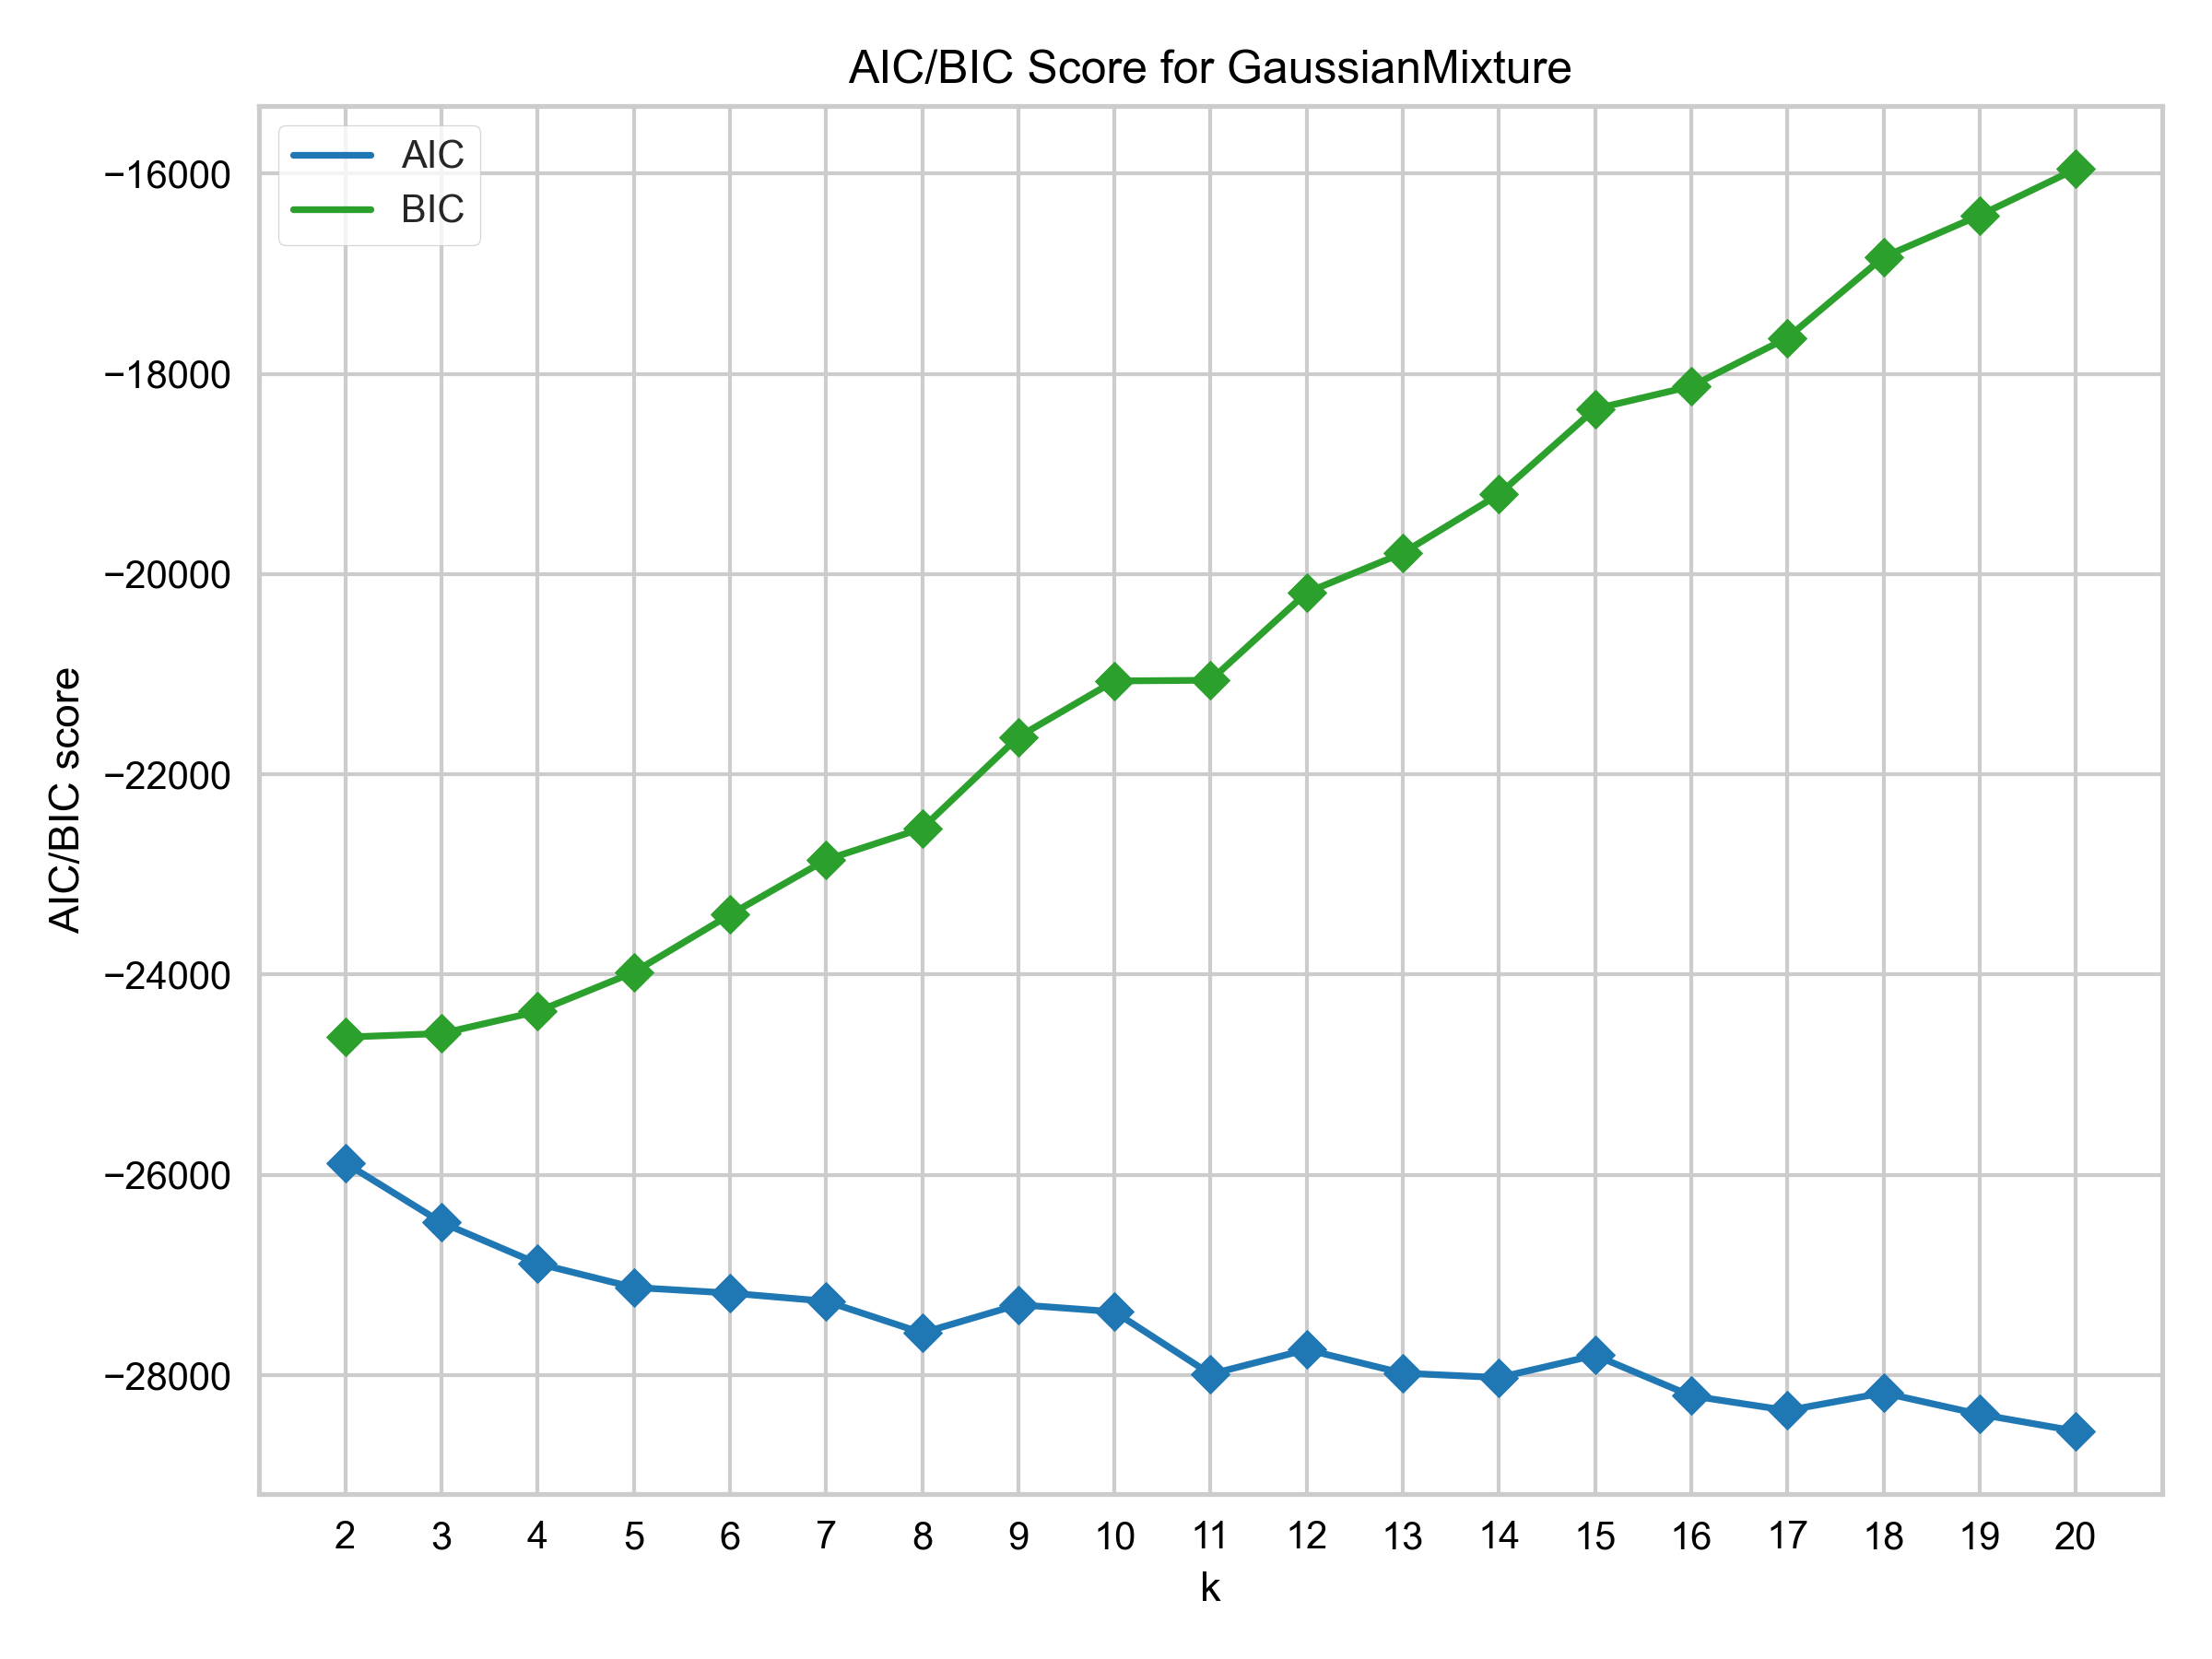 AIC/BIC Score for GaussianMixture
AIC
BIC
−16000
−18000
−20000
−22000
−24000
−26000
−28000
AIC/BIC score
2 3 4 5 6 7 8 9 10 11 12 13 14 15 16 17 18 19 20
k